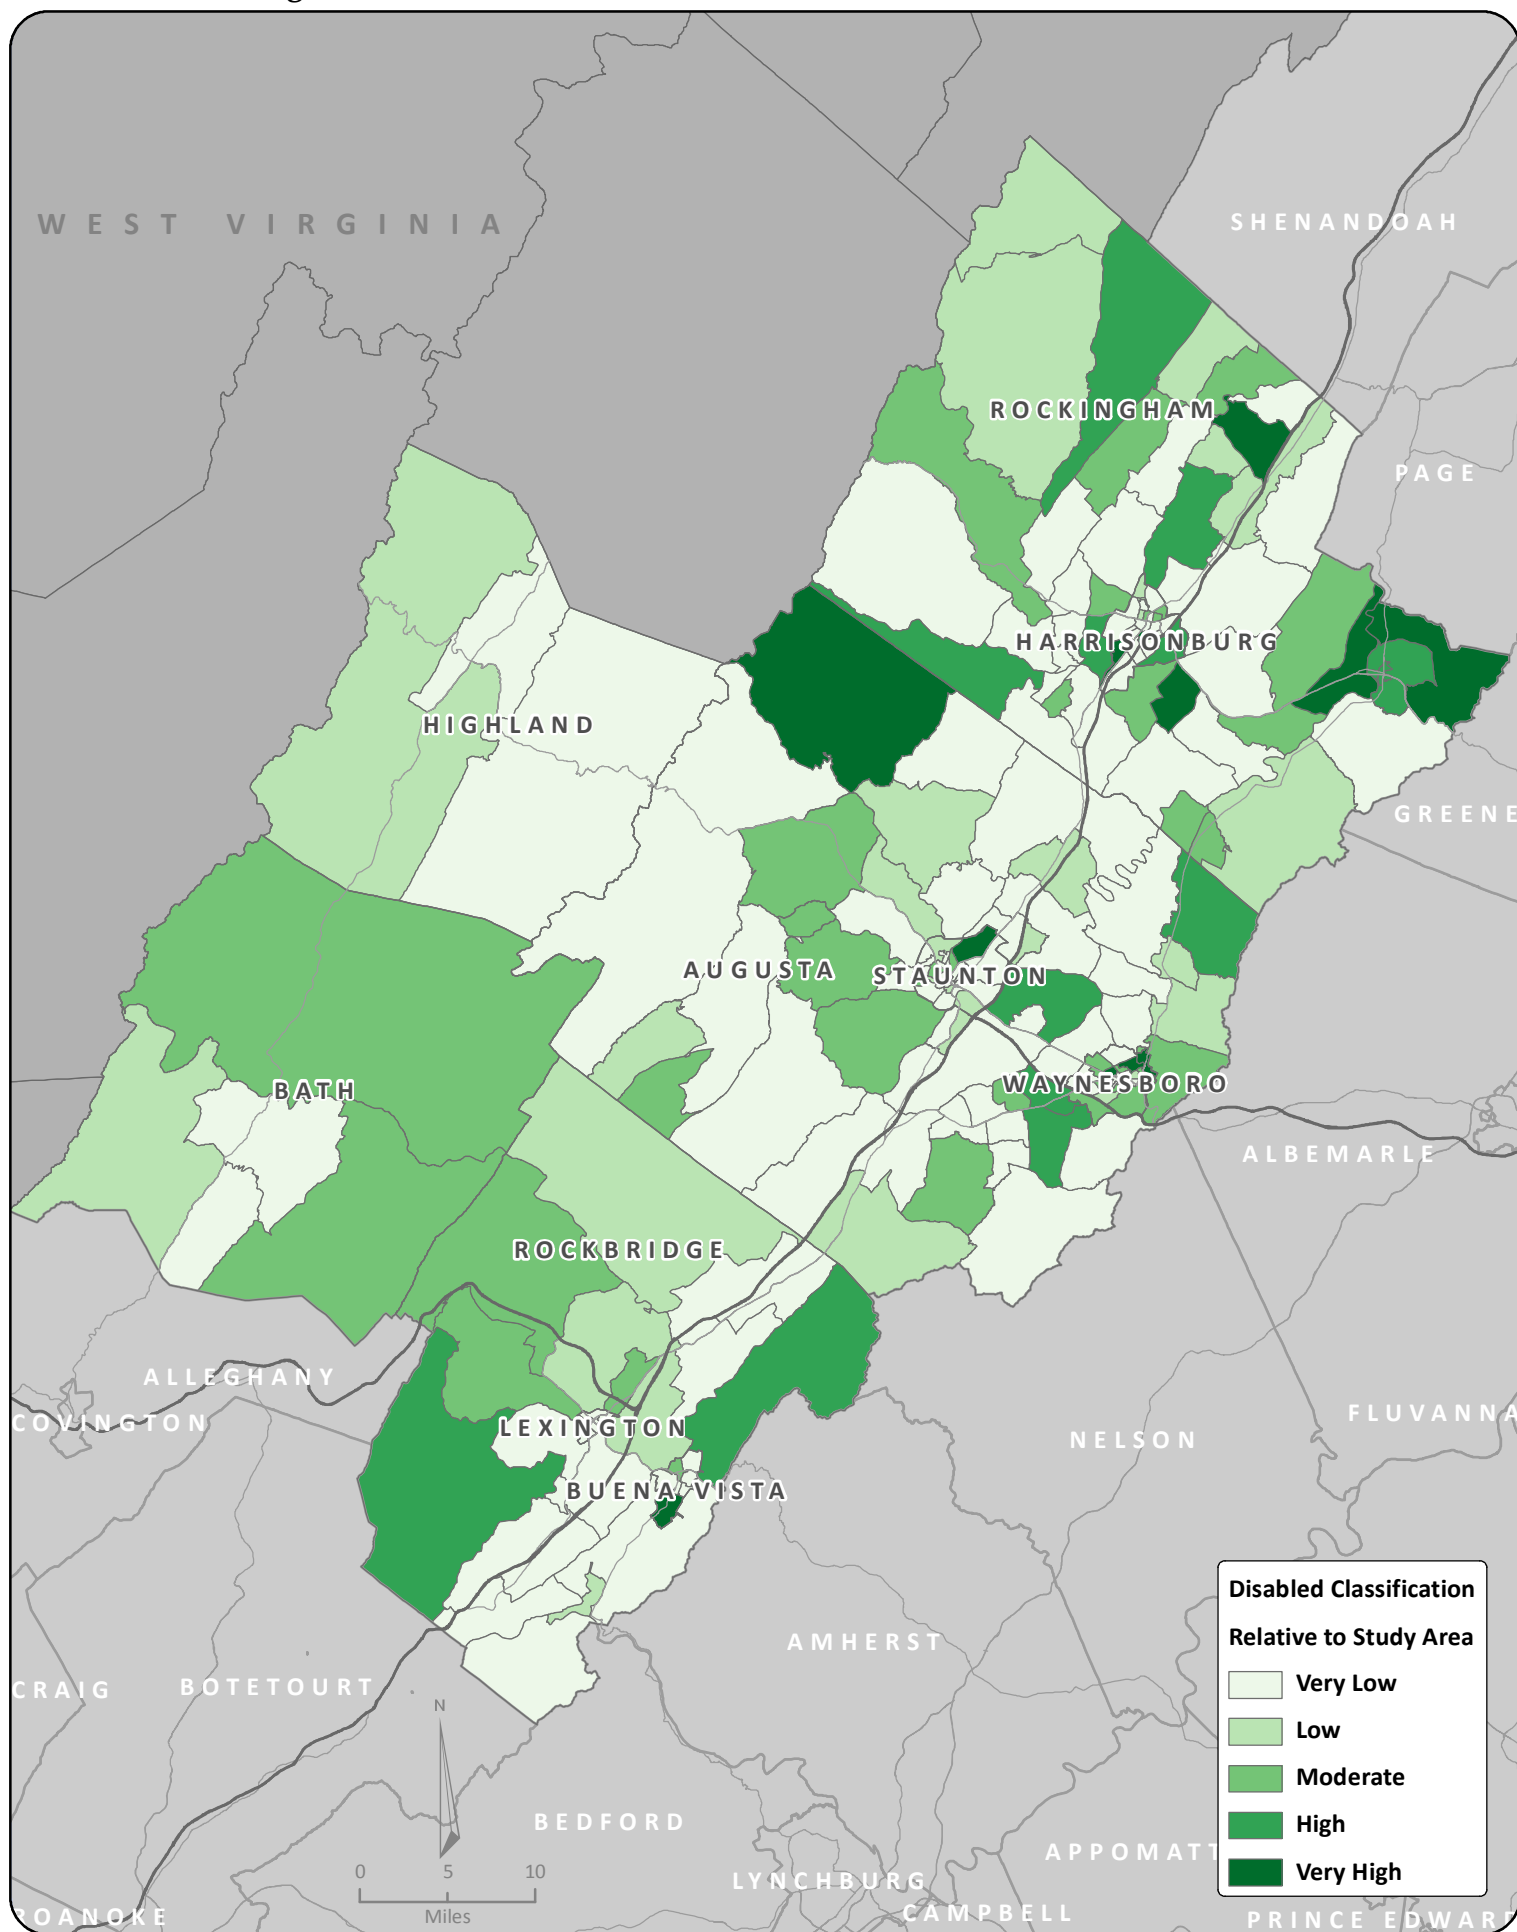 WEST VIRGINIA
SHENANDOAH
ROCKINGHAM
PAGE
HARRISONBURG
HIGHLAND
GREENE
AUGUSTA
STAUNTON
BATH
WAYNESBORO
ALBEMARLE
ROCKBRIDGE
ALLEGHANY
COVINGTON
LEXINGTON
FLUVANNA
NELSON
BUENA VISTA
Disabled Classification
Relative to Study Area
Very Low
Low
Moderate
High
Very High
AMHERST
CRAIG
BOTETOURT
N
BEDFORD
APPOMATT
0 5 10
Miles
LYNCHBURG
CAMPBELL
ROANOKE
PRINCE EDWARD